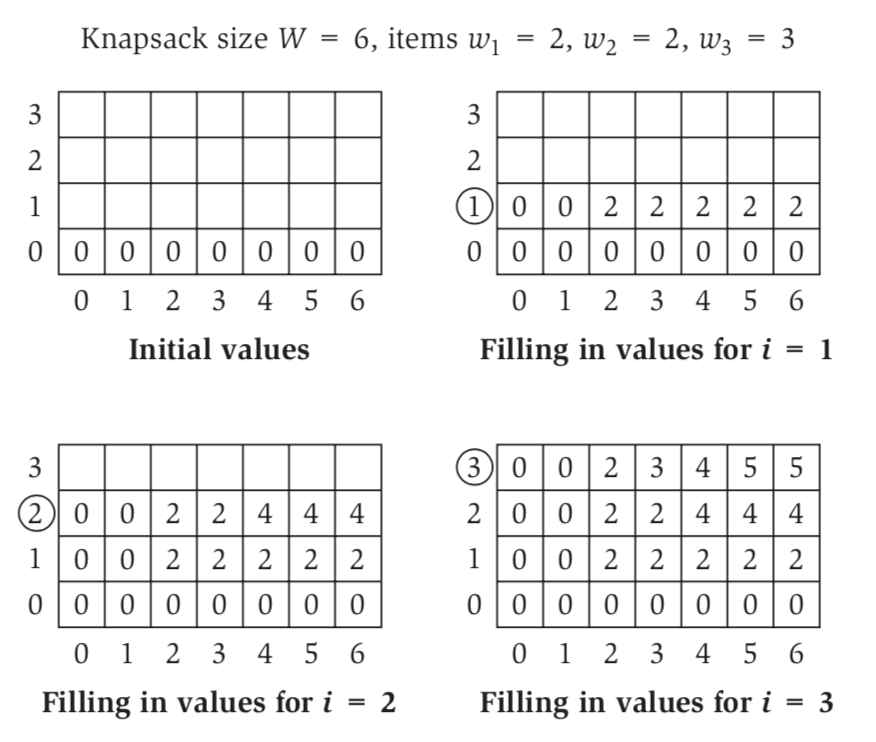 Knapsack size W = 6, items w₁ = 2, w₂ = 2, w₃ = 3
3
2
1
0 0 0 0 0 0 0 0
0 1 2 3 4 5 6
Initial values
3
2
1 0 0 2 2 2 2 2
0 0 0 0 0 0 0 0
0 1 2 3 4 5 6
Filling in values for i = 1
3
2 0 0 2 2 4 4 4
1 0 0 2 2 2 2 2
0 0 0 0 0 0 0 0
0 1 2 3 4 5 6
Filling in values for i = 2
3 0 0 2 3 4 5 5
2 0 0 2 2 4 4 4
1 0 0 2 2 2 2 2
0 0 0 0 0 0 0 0
0 1 2 3 4 5 6
Filling in values for i = 3